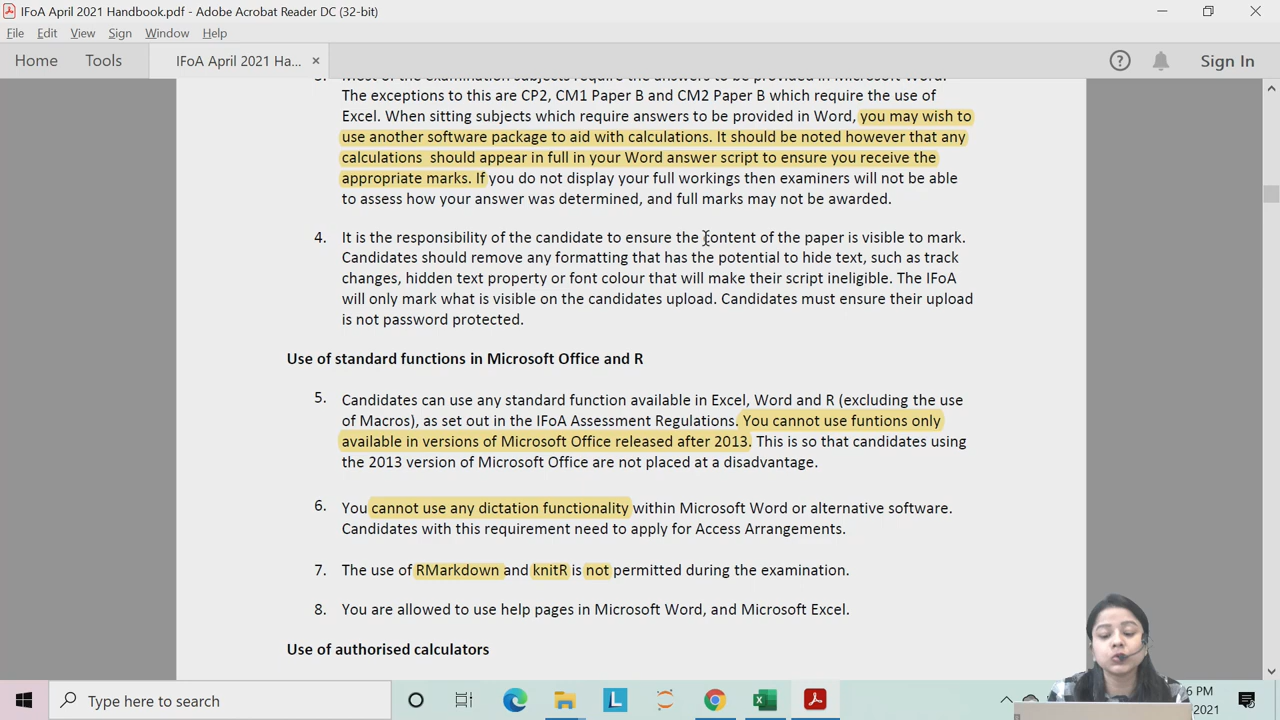 IFoA April 2021 Handbook.pdf - Adobe Acrobat Reader DC (32-bit)
File Edit View Sign Window Help
Home Tools IFoA April 2021 Ha... × Sign In
Most of the examination subjects require the answers to be provided in Microsoft Word.
The exceptions to this are CP2, CM1 Paper B and CM2 Paper B which require the use of
Excel. When sitting subjects which require answers to be provided in Word, you may wish to
use another software package to aid with calculations. It should be noted however that any
calculations should appear in full in your Word answer script to ensure you receive the
appropriate marks. If you do not display your full workings then examiners will not be able
to assess how your answer was determined, and full marks may not be awarded.
4. It is the responsibility of the candidate to ensure the content of the paper is visible to mark.
Candidates should remove any formatting that has the potential to hide text, such as track
changes, hidden text property or font colour that will make their script ineligible. The IFoA
will only mark what is visible on the candidates upload. Candidates must ensure their upload
is not password protected.
Use of standard functions in Microsoft Office and R
5. Candidates can use any standard function available in Excel, Word and R (excluding the use
of Macros), as set out in the IFoA Assessment Regulations. You cannot use funtions only
available in versions of Microsoft Office released after 2013. This is so that candidates using
the 2013 version of Microsoft Office are not placed at a disadvantage.
6. You cannot use any dictation functionality within Microsoft Word or alternative software.
Candidates with this requirement need to apply for Access Arrangements.
7. The use of RMarkdown and knitR is not permitted during the examination.
8. You are allowed to use help pages in Microsoft Word, and Microsoft Excel.
Use of authorised calculators
Type here to search
L
6 PM
2021